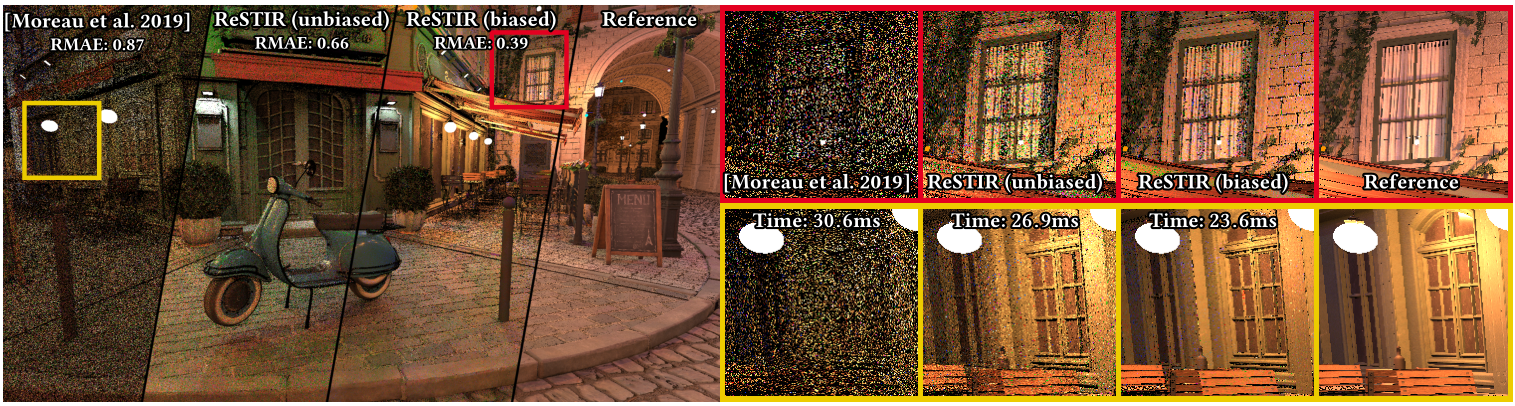 [Moreau et al. 2019]
RMAE: 0.87
ReSTIR (unbiased)
RMAE: 0.66
ReSTIR (biased)
RMAE: 0.39
Reference
MENU
[Moreau et al. 2019]
ReSTIR (unbiased)
ReSTIR (biased)
Reference
Time: 30.6ms
Time: 26.9ms
Time: 23.6ms